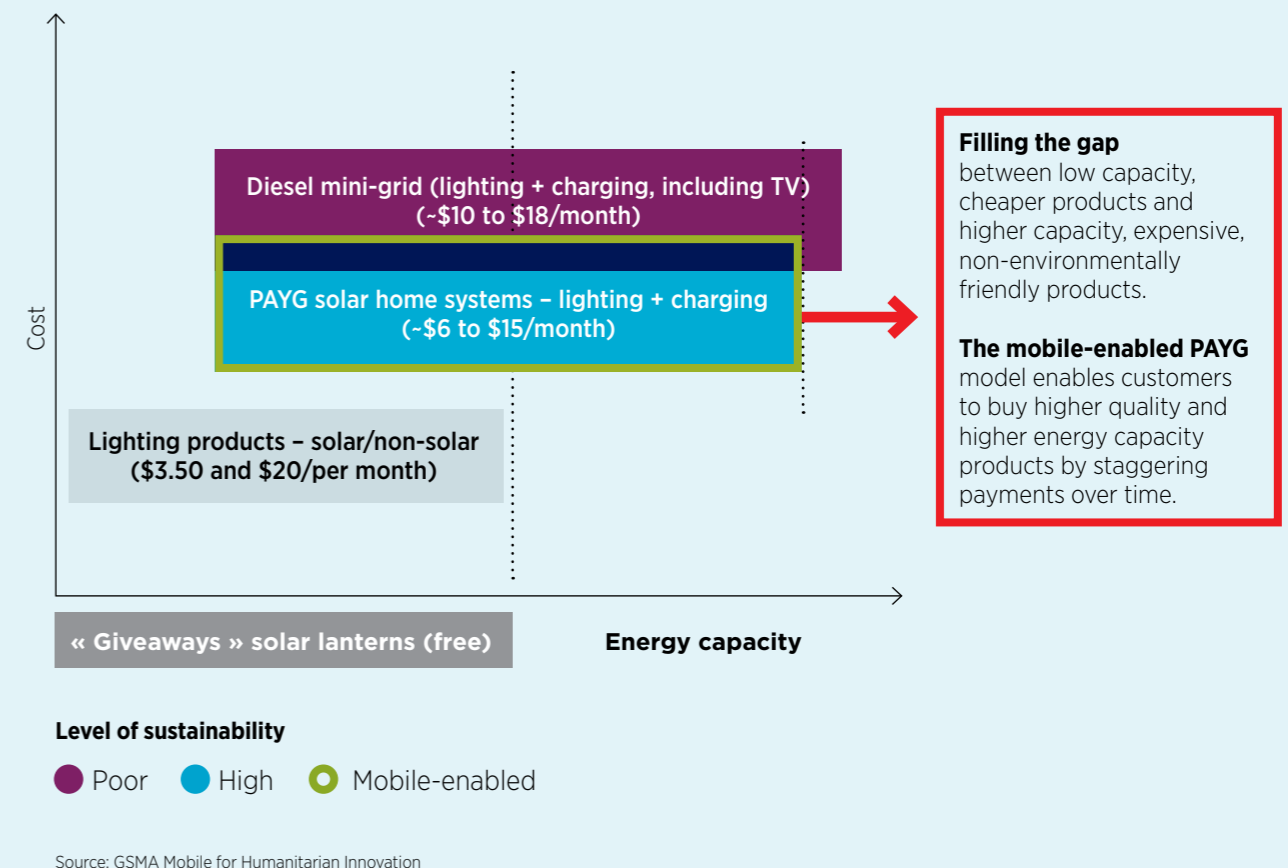 Cost
Diesel mini-grid (lighting + charging, including TV)
(~$10 to $18/month)
PAYG solar home systems – lighting + charging
(~$6 to $15/month)
Lighting products – solar/non-solar
($3.50 and $20/per month)
« Giveaways » solar lanterns (free)
Energy capacity
Filling the gap
between low capacity,
cheaper products and
higher capacity, expensive,
non-environmentally
friendly products.
The mobile-enabled PAYG
model enables customers
to buy higher quality and
higher energy capacity
products by staggering
payments over time.
Level of sustainability
Poor
High
Mobile-enabled
Source: GSMA Mobile for Humanitarian Innovation